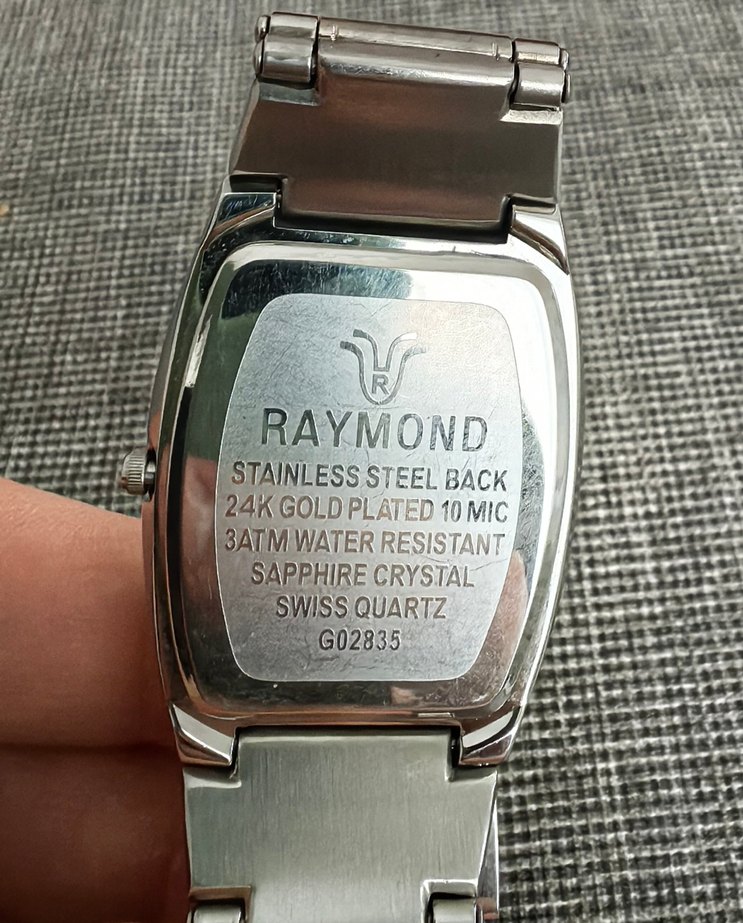 R
RAYMOND
STAINLESS STEEL BACK
24K GOLD PLATED 10 MIC
3ATM WATER RESISTANT
SAPPHIRE CRYSTAL
SWISS QUARTZ
G02835